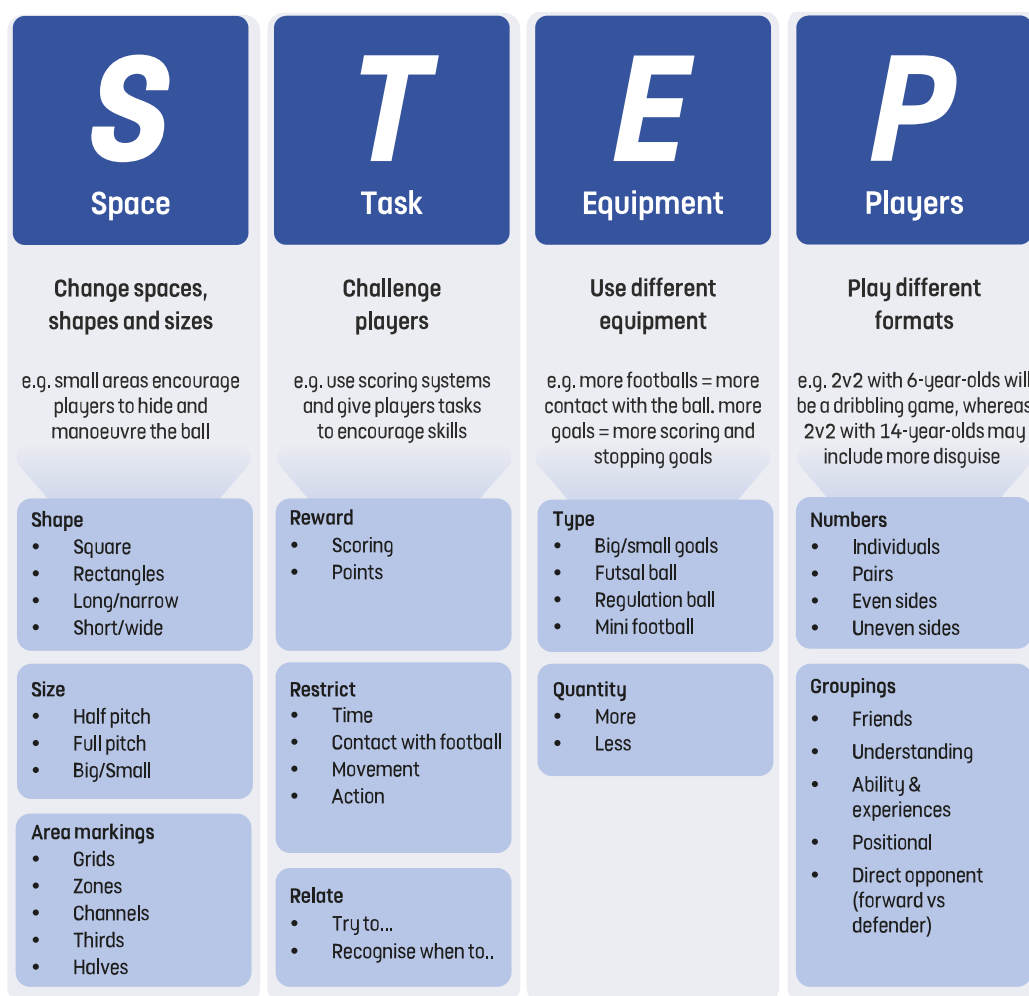 S
Space
Change spaces,
shapes and sizes
e.g. small areas encourage
players to hide and
manoeuvre the ball
Shape
• Square
• Rectangles
• Long/narrow
• Short/wide
Size
• Half pitch
• Full pitch
• Big/Small
Area markings
• Grids
• Zones
• Channels
• Thirds
• Halves
T
Task
Challenge
players
e.g. use scoring systems
and give players tasks
to encourage skills
Reward
• Scoring
• Points
Restrict
• Time
• Contact with football
• Movement
• Action
Relate
• Try to...
• Recognise when to..
E
Equipment
Use different
equipment
e.g. more footballs = more
contact with the ball, more
goals = more scoring and
stopping goals
Type
• Big/small goals
• Futsal ball
• Regulation ball
• Mini football
Quantity
• More
• Less
P
Players
Play different
formats
e.g. 2v2 with 6-year-olds will
be a dribbling game, whereas
2v2 with 14-year-olds may
include more disguise
Numbers
• Individuals
• Pairs
• Even sides
• Uneven sides
Groupings
• Friends
• Understanding
• Ability &
experiences
• Positional
• Direct opponent
(forward vs
defender)